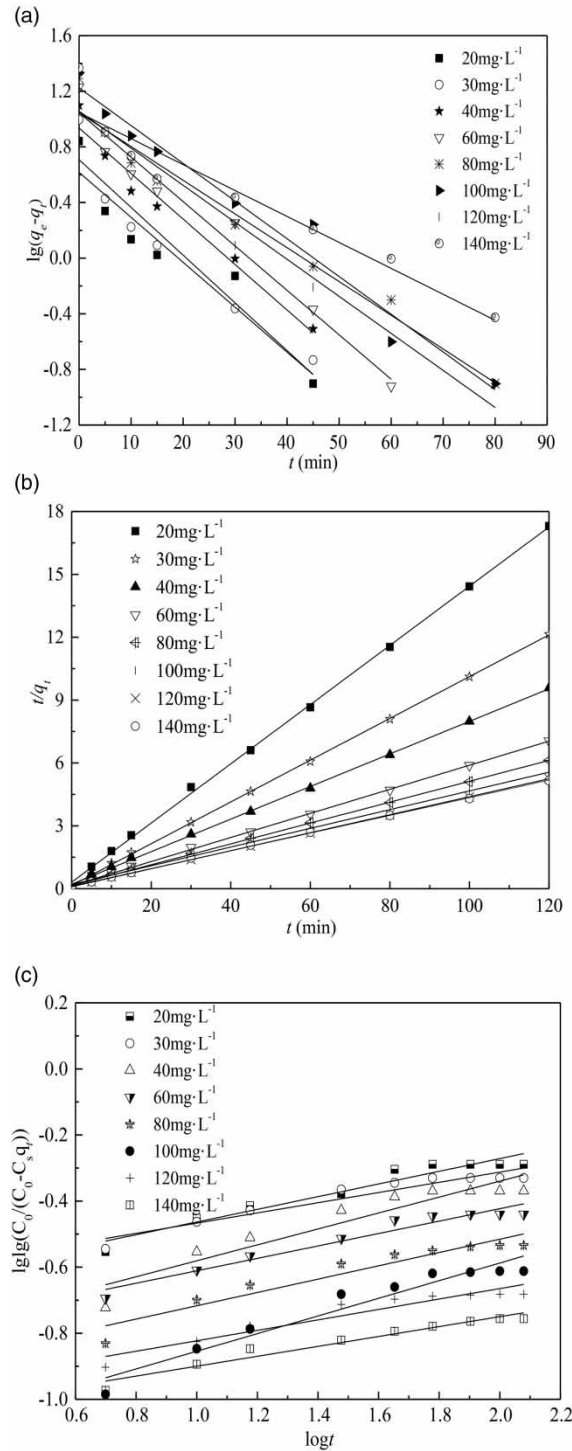 (a)
1.6
1.2
0.8
0.4
0.0
-0.4
-0.8
-1.2
lg(qe-qt)
20mg·L-1
30mg·L-1
40mg·L-1
60mg·L-1
80mg·L-1
100mg·L-1
120mg·L-1
140mg·L-1
0 10 20 30 40 50 60 70 80 90
t (min)
(b)
18
15
12
9
6
3
0
t/qt
20mg·L-1
30mg·L-1
40mg·L-1
60mg·L-1
80mg·L-1
100mg·L-1
120mg·L-1
140mg·L-1
0 20 40 60 80 100 120
t (min)
(c)
0.2
0.0
-0.2
-0.4
-0.6
-0.8
-1.0
lglg(C0/(C0-Csqt))
20mg·L-1
30mg·L-1
40mg·L-1
60mg·L-1
80mg·L-1
100mg·L-1
120mg·L-1
140mg·L-1
0.6 0.8 1.0 1.2 1.4 1.6 1.8 2.0 2.2
logt